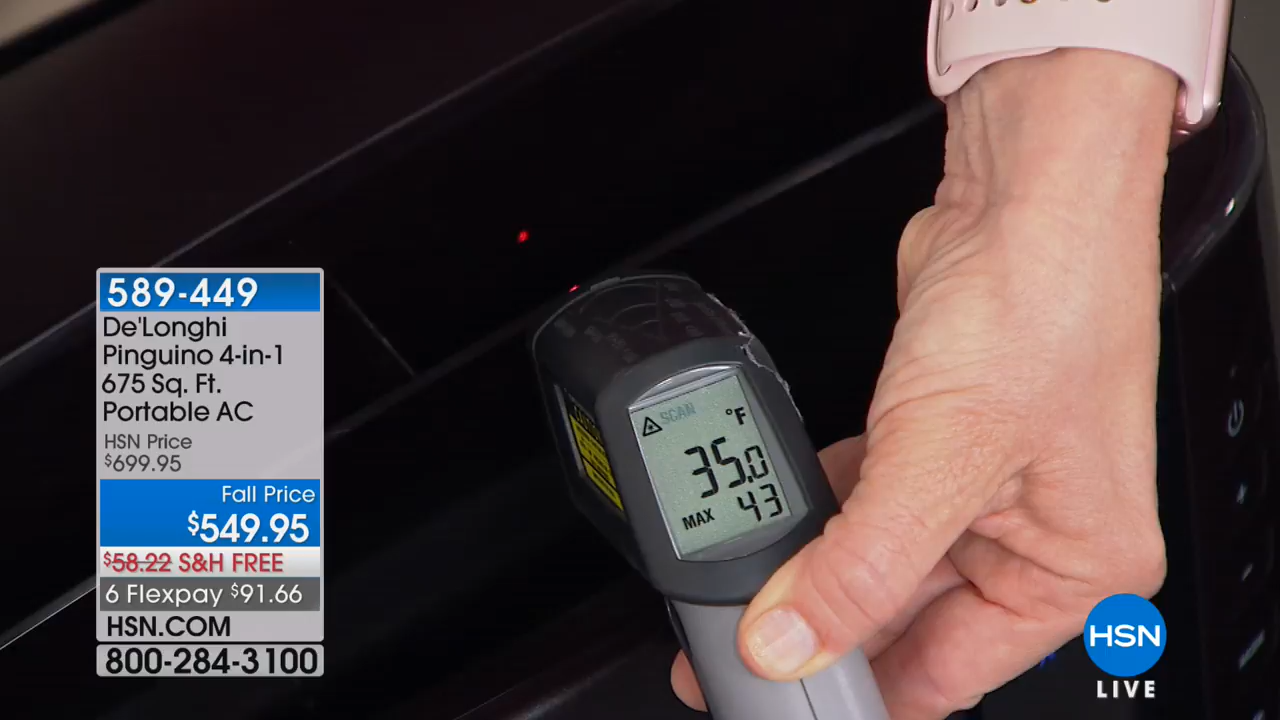 589-449
De'Longhi
Pinguino 4-in-1
675 Sq. Ft.
Portable AC
HSN Price
$699.95
Fall Price
$549.95
$58.22 S&H FREE
6 Flexpay $91.66
HSN.COM
800-284-3100
SCAN
°F
35.0
MAX 43
HSN
LIVE